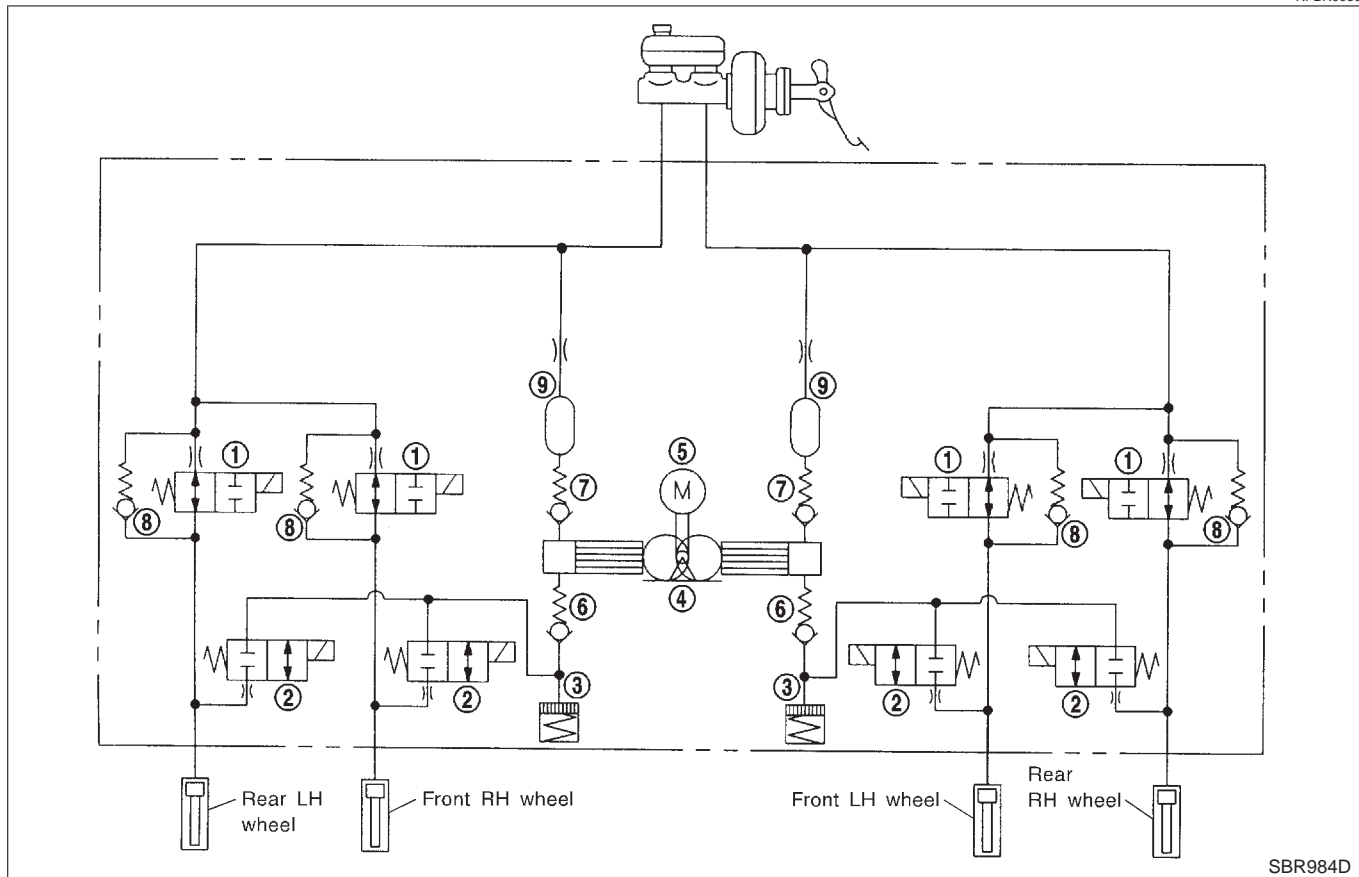 ⑨ ⑨
① ① ⑤ ① ①
⑦ ⑦
⑧ ⑧ ⑧ ⑧
M
⑥ ④ ⑥
③ ③
② ② ② ②
Rear LH
wheel
Front RH wheel
Front LH wheel
Rear
RH wheel
SBR984D